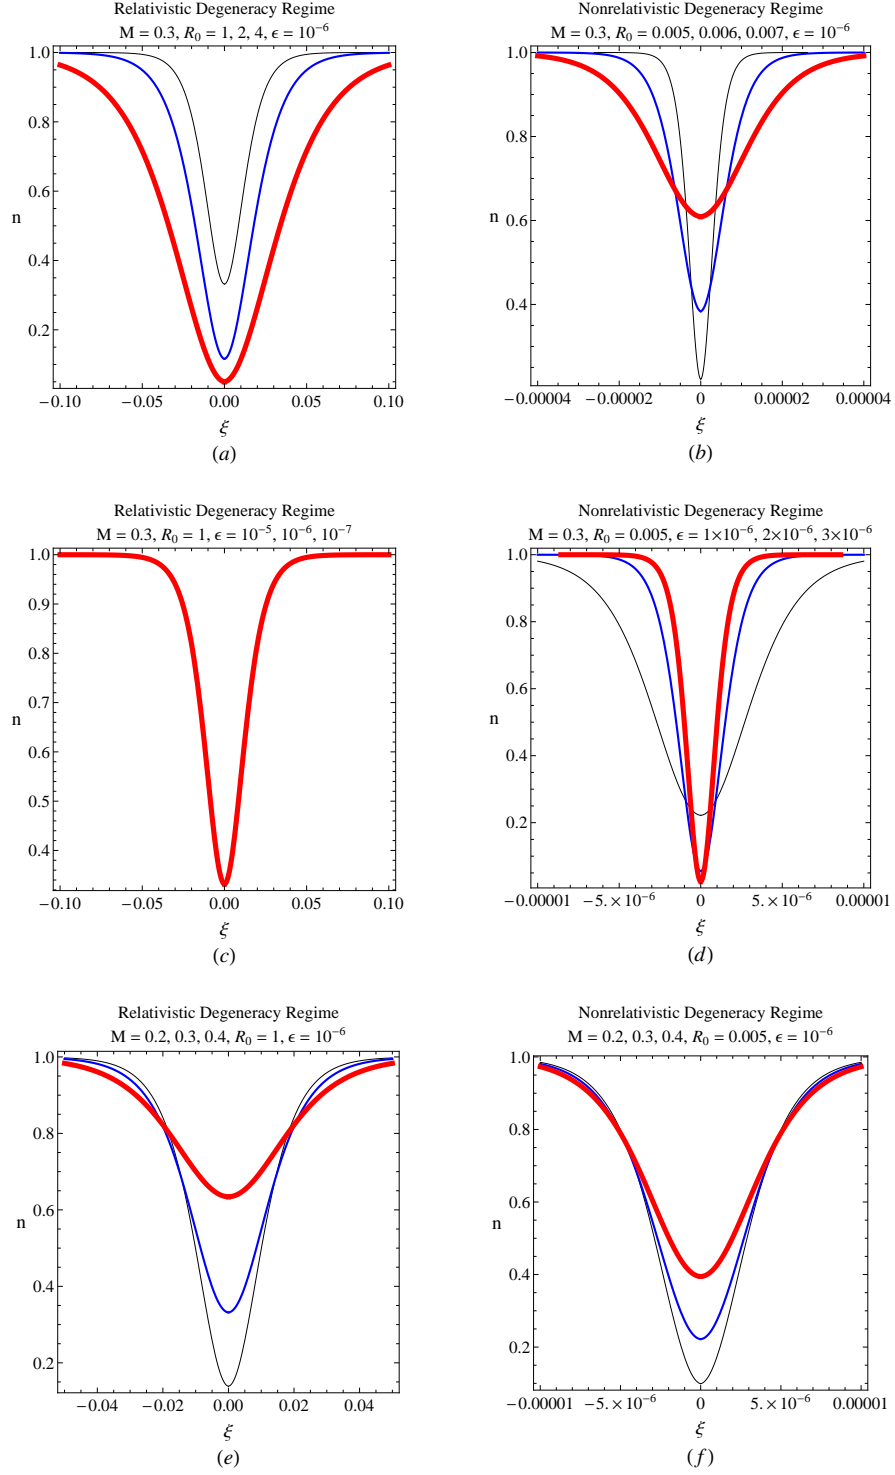 Relativistic Degeneracy Regime
M = 0.3, R₀ = 1, 2, 4, ϵ = 10⁻⁶
1.0
0.8
0.6
n
0.4
0.2
−0.10 −0.05 0.00 0.05 0.10
ξ
(a)
Nonrelativistic Degeneracy Regime
M = 0.3, R₀ = 0.005, 0.006, 0.007, ϵ = 10⁻⁶
1.0
0.8
0.6
n
0.4
−0.00004 −0.00002 0 0.00002 0.00004
ξ
(b)
Relativistic Degeneracy Regime
M = 0.3, R₀ = 1, ϵ = 10⁻⁵, 10⁻⁶, 10⁻⁷
1.0
0.9
0.8
0.7
n
0.6
0.5
0.4
−0.10 −0.05 0.00 0.05 0.10
ξ
(c)
Nonrelativistic Degeneracy Regime
M = 0.3, R₀ = 0.005, ϵ = 1×10⁻⁶, 2×10⁻⁶, 3×10⁻⁶
1.0
0.8
0.6
n
0.4
0.2
−0.00001 −5.×10⁻⁶ 0 5.×10⁻⁶ 0.00001
ξ
(d)
Relativistic Degeneracy Regime
M = 0.2, 0.3, 0.4, R₀ = 1, ϵ = 10⁻⁶
1.0
0.8
0.6
n
0.4
0.2
−0.04 −0.02 0.00 0.02 0.04
ξ
(e)
Nonrelativistic Degeneracy Regime
M = 0.2, 0.3, 0.4, R₀ = 0.005, ϵ = 10⁻⁶
1.0
0.8
0.6
n
0.4
0.2
−0.00001 −5.×10⁻⁶ 0 5.×10⁻⁶ 0.00001
ξ
(f)